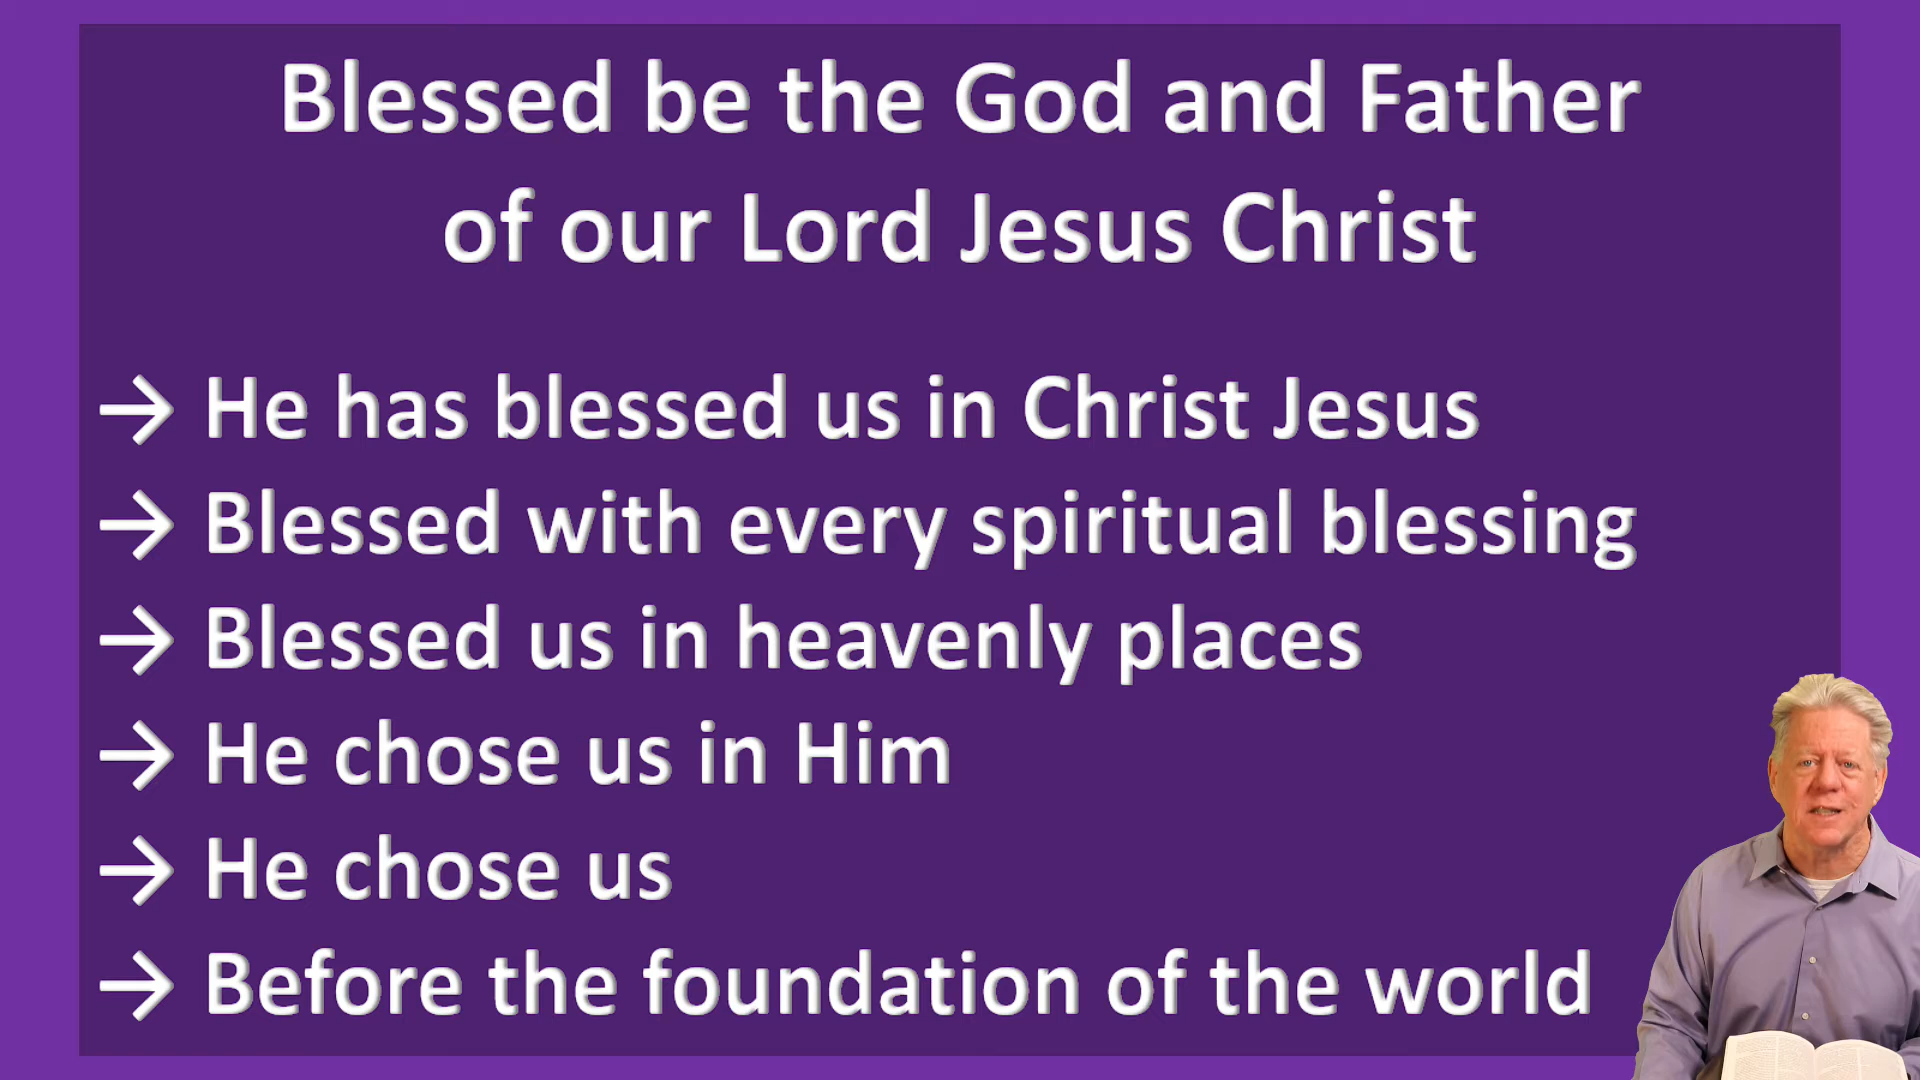 Blessed be the God and Father
of our Lord Jesus Christ
→ He has blessed us in Christ Jesus
→ Blessed with every spiritual blessing
→ Blessed us in heavenly places
→ He chose us in Him
→ He chose us
→ Before the foundation of the world